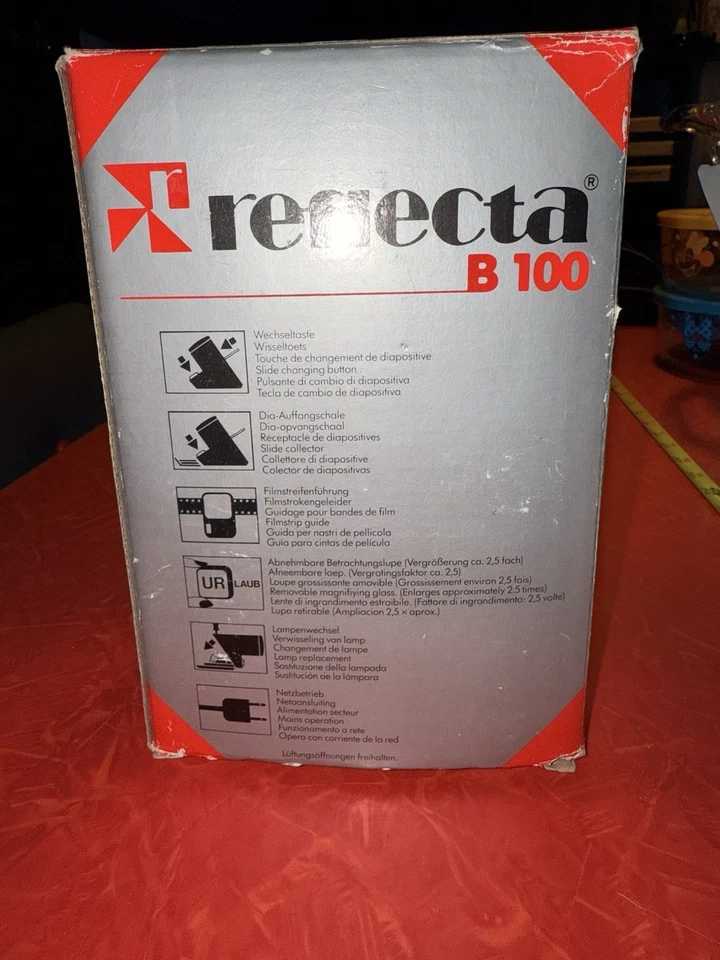 r
reflecta®
B 100
Wechseltaste
Wisseltoets
Touche de changement de diapositive
Slide changing button
Pulsante di cambio di diapositiva
Tecla de cambio de diapositiva
Dia-Auffangschale
Dia-opvangschaal
Réceptacle de diapositives
Slide collector
Collettore di diapositive
Colector de diapositivas
Filmstreifenführung
Filmstrokengeleider
Guidage pour bandes de film
Filmstrip guide
Guida per nastri de pellicola
Guia para cintas de película
UR LAUB
Abnehmbare Betrachtungslupe (Vergrößerung ca. 2,5 fach)
Afneembare loep. (Vergratingsfaktor ca. 2,5)
Loupe grossissante amovible (Grossissement environ 2,5 fois)
Removable magnifiying glass. (Enlarges approximately 2,5 times)
Lente di ingrandimento estraibile. (Fattore di ingrandimento: 2,5 volte)
Lupa retirable (Ampliacion 2,5 × aprox.)
Lampenwechsel
Verwisseling van lamp
Changement de lampe
Lamp replacement
Sostituzione della lampada
Sustitución de la lámpara
Netzbetrieb
Netaansluiting
Alimentation secteur
Mains operation
Funzionamento a rete
Opera con corriente de la red
Lüftungsöffnungen freihalten.